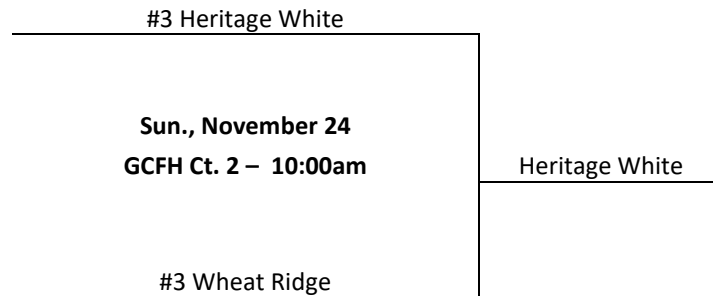 #3 Heritage White
Sun., November 24
GCFH Ct. 2 – 10:00am
Heritage White
#3 Wheat Ridge